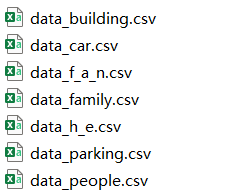 data_building.csv
data_car.csv
data_f_a_n.csv
data_family.csv
data_h_e.csv
data_parking.csv
data_people.csv